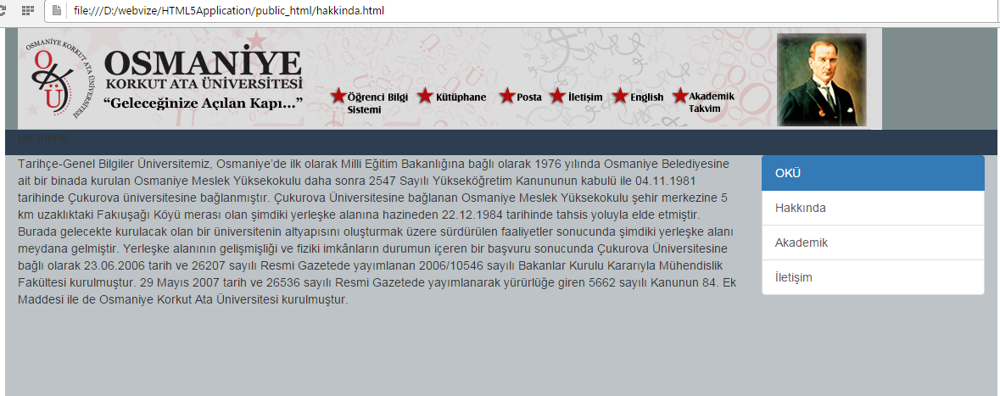 file:///D:/webvize/HTML5Application/public_html/hakkinda.html
OSMANİYE KORKUT ATA ÜNİVERSİTESİ
OKÜ
OSMANİYE
KORKUT ATA ÜNİVERSİTESİ
“Geleceğinize Açılan Kapı...”
Öğrenci Bilgi
Sistemi
Kütüphane
Posta
İletişim
English
Akademik
Takvim
üst menü
Tarihçe-Genel Bilgiler Üniversitemiz, Osmaniye’de ilk olarak Milli Eğitim Bakanlığına bağlı olarak 1976 yılında Osmaniye Belediyesine
ait bir binada kurulan Osmaniye Meslek Yüksekokulu daha sonra 2547 Sayılı Yükseköğretim Kanununun kabulü ile 04.11.1981
tarihinde Çukurova üniversitesine bağlanmıştır. Çukurova Üniversitesine bağlanan Osmaniye Meslek Yüksekokulu şehir merkezine 5
km uzaklıktaki Fakıuşağı Köyü merası olan şimdiki yerleşke alanına hazineden 22.12.1984 tarihinde tahsis yoluyla elde etmiştir.
Burada gelecekte kurulacak olan bir üniversitenin altyapısını oluşturmak üzere sürdürülen faaliyetler sonucunda şimdiki yerleşke alanı
meydana gelmiştir. Yerleşke alanının gelişmişliği ve fiziki imkânların durumun içeren bir başvuru sonucunda Çukurova Üniversitesine
bağlı olarak 23.06.2006 tarih ve 26207 sayılı Resmi Gazetede yayımlanan 2006/10546 sayılı Bakanlar Kurulu Kararıyla Mühendislik
Fakültesi kurulmuştur. 29 Mayıs 2007 tarih ve 26536 sayılı Resmi Gazetede yayımlanarak yürürlüğe giren 5662 sayılı Kanunun 84. Ek
Maddesi ile de Osmaniye Korkut Ata Üniversitesi kurulmuştur.
OKÜ
Hakkında
Akademik
İletişim